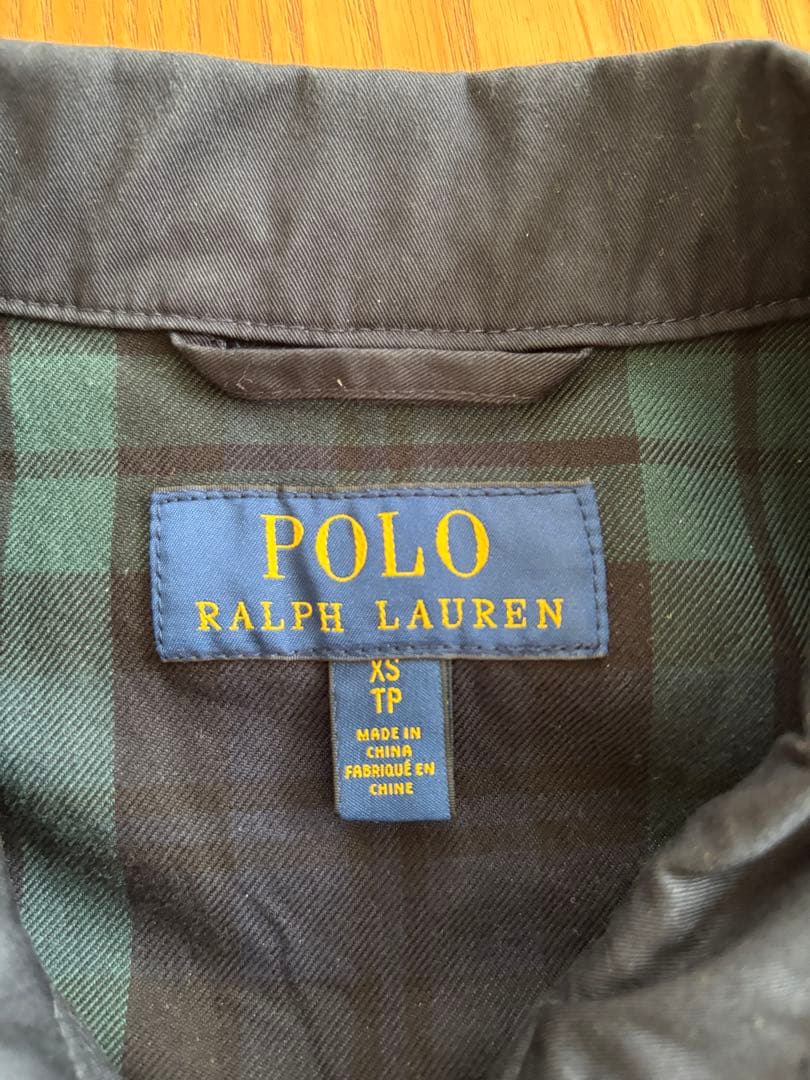 POLO
RALPH LAUREN
XS
TP
MADE IN
CHINA
FABRIQUÉ EN
CHINE